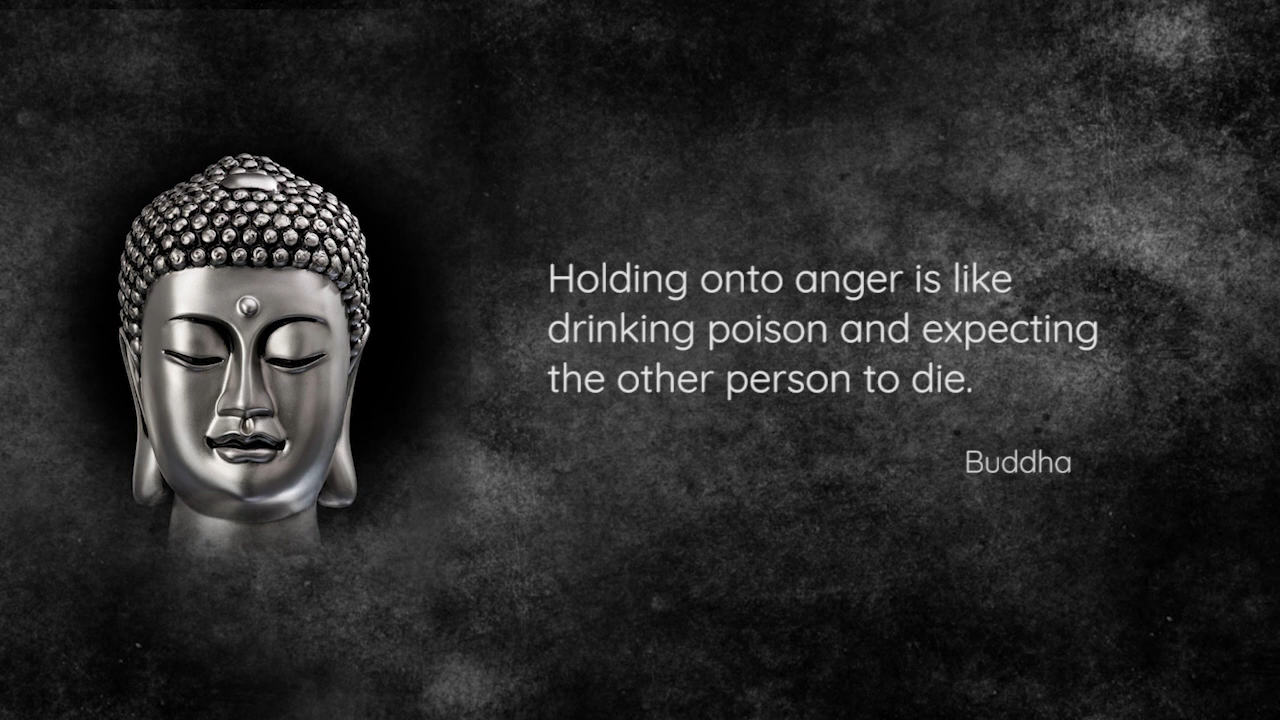 Holding onto anger is like
drinking poison and expecting
the other person to die.
Buddha